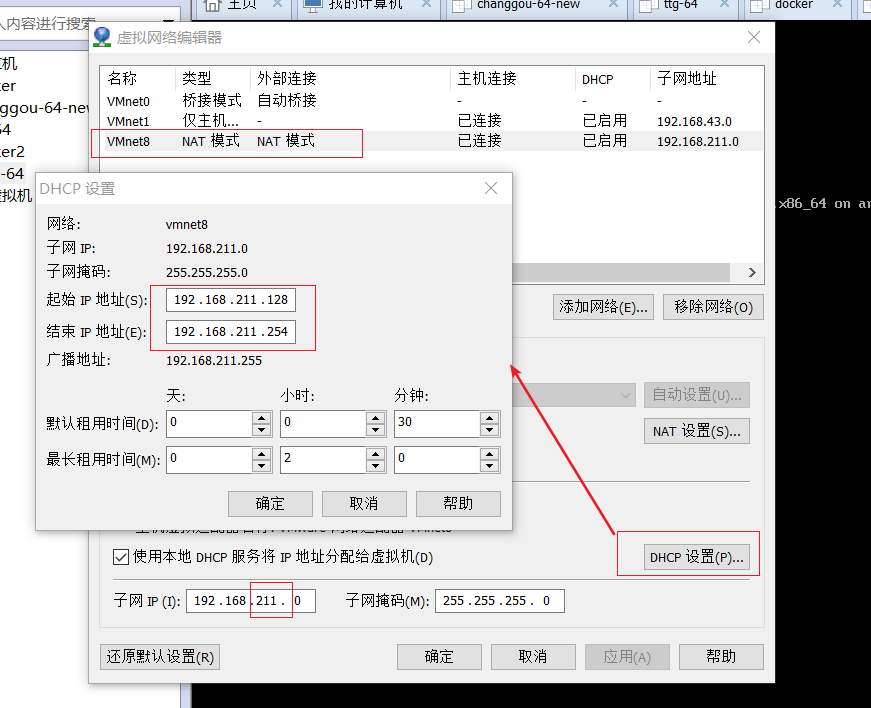 主页 我的计算机 changgou-64-new ttg-64 docker
入内容进行搜索
虚拟网络编辑器
名称 类型 外部连接 主机连接 DHCP 子网地址
VMnet0 桥接模式 自动桥接 - - -
VMnet1 仅主机... - 已连接 已启用 192.168.43.0
VMnet8 NAT 模式 NAT 模式 已连接 已启用 192.168.211.0
ggou-64-new
er2
-64
虚拟机
x86_64 on
DHCP 设置
网络: vmnet8
子网 IP: 192.168.211.0
子网掩码: 255.255.255.0
起始 IP 地址(S): 192.168.211.128
结束 IP 地址(E): 192.168.211.254
广播地址: 192.168.211.255
天: 小时: 分钟:
默认租用时间(D): 0 0 30
最长租用时间(M): 0 2 0
确定 取消 帮助
添加网络(E)... 移除网络(O)
自动设置(U)...
NAT 设置(S)...
使用本地 DHCP 服务将 IP 地址分配给虚拟机(D) DHCP 设置(P)...
子网 IP (I): 192.168.211. 0 子网掩码(M): 255.255.255. 0
还原默认设置(R) 确定 取消 应用(A) 帮助